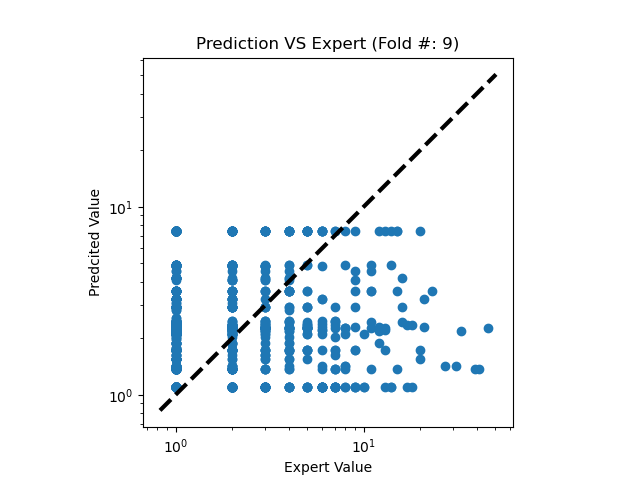 Prediction VS Expert (Fold #: 9)
Predcited Value
10¹
10⁰
10⁰ 10¹
Expert Value